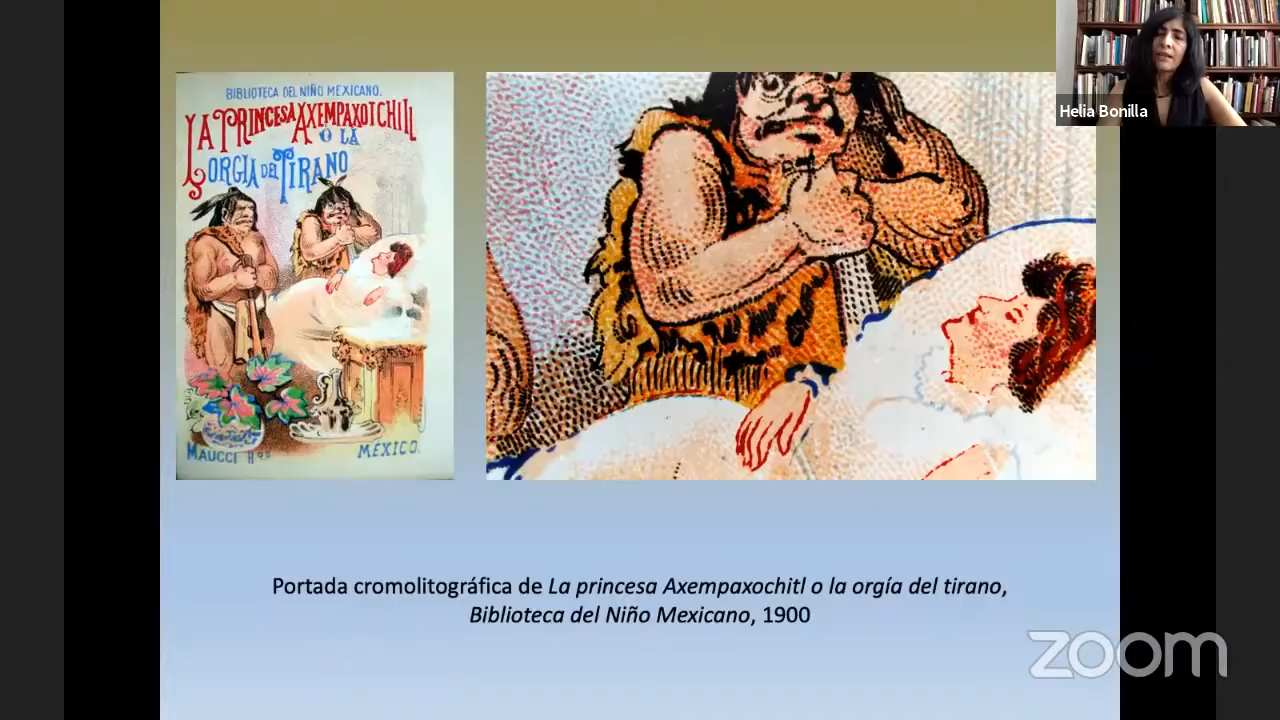 BIBLIOTECA DEL NIÑO MEXICANO.
LA PRINCESA AXEMPAXOTCHIL
O LA
ORGIA DEL TIRANO
MAUCCI Hos
MÉXICO.
Helia Bonilla
Portada cromolitográfica de La princesa Axempaxochitl o la orgía del tirano,
Biblioteca del Niño Mexicano, 1900
zoom